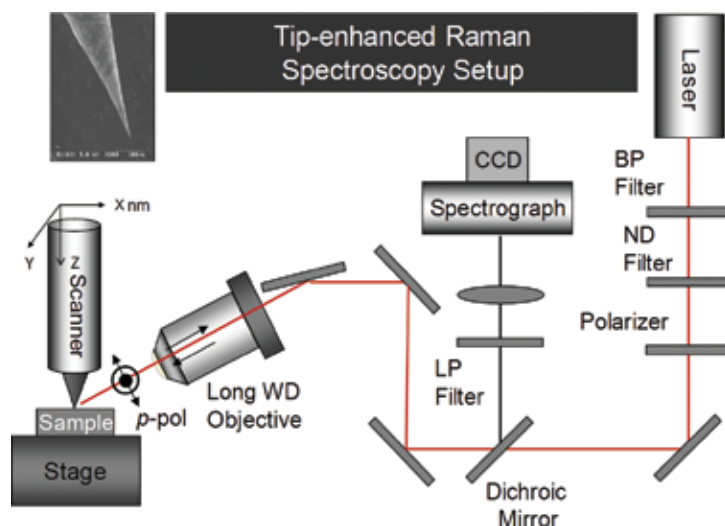 Tip-enhanced Raman
Spectroscopy Setup
Laser
CCD
Spectrograph
BP
Filter
ND
Filter
Polarizer
X nm
Y
Z
Scanner
LP
Filter
Long WD
Objective
p-pol
Sample
Stage
Dichroic
Mirror